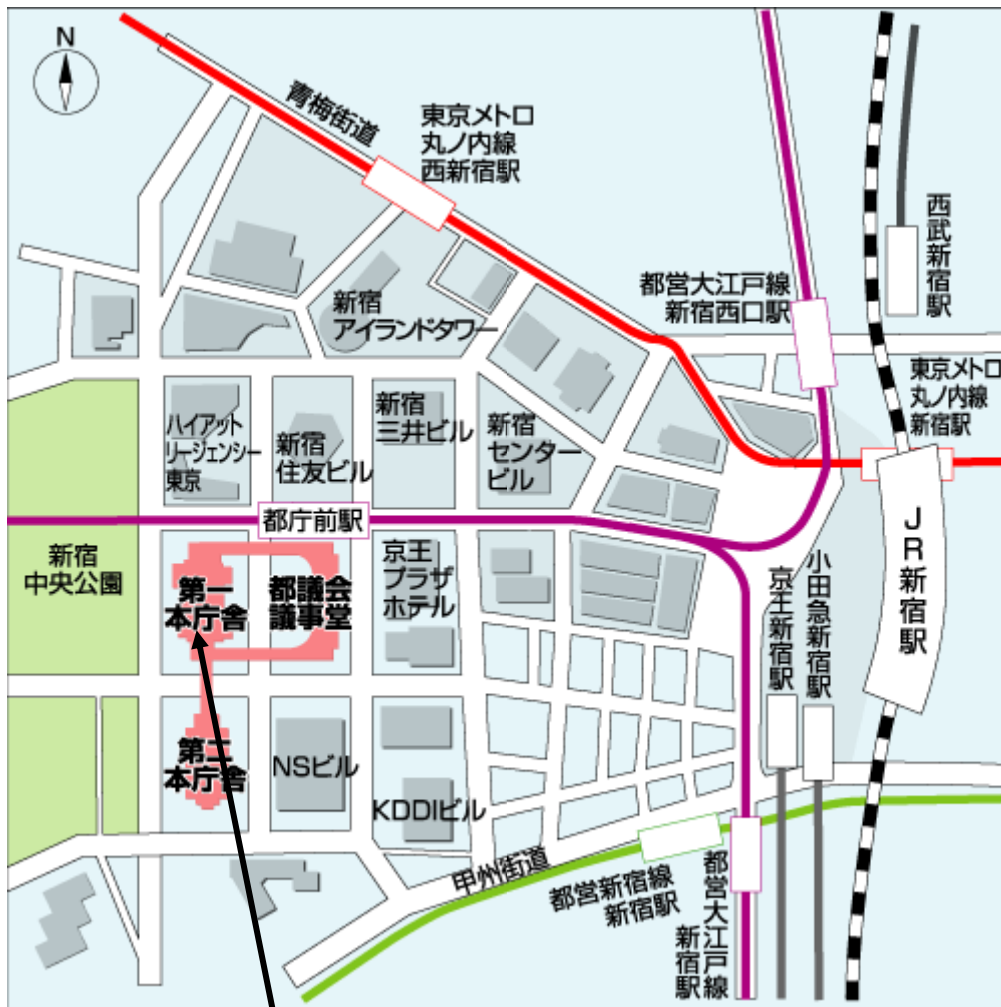 N
青梅街道
東京メトロ
丸ノ内線
西新宿駅
西武新宿駅
都営大江戸線
新宿西口駅
新宿
アイランドタワー
東京メトロ
丸ノ内線
新宿駅
ハイアット
リージェンシー
東京
新宿
住友ビル
新宿
三井ビル
新宿
センター
ビル
都庁前駅
JR新宿駅
新宿
中央公園
第一
本庁舎
都議会
議事堂
京王
プラザ
ホテル
京王新宿駅
小田急新宿駅
第二
本庁舎
NSビル
KDDIビル
甲州街道
都営新宿線
新宿駅
都営大江戸線
新宿駅